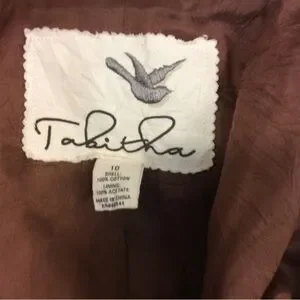 Tabitha
10
SHELL:
100% COTTON
LINING:
100% ACETATE
MADE IN CHINA